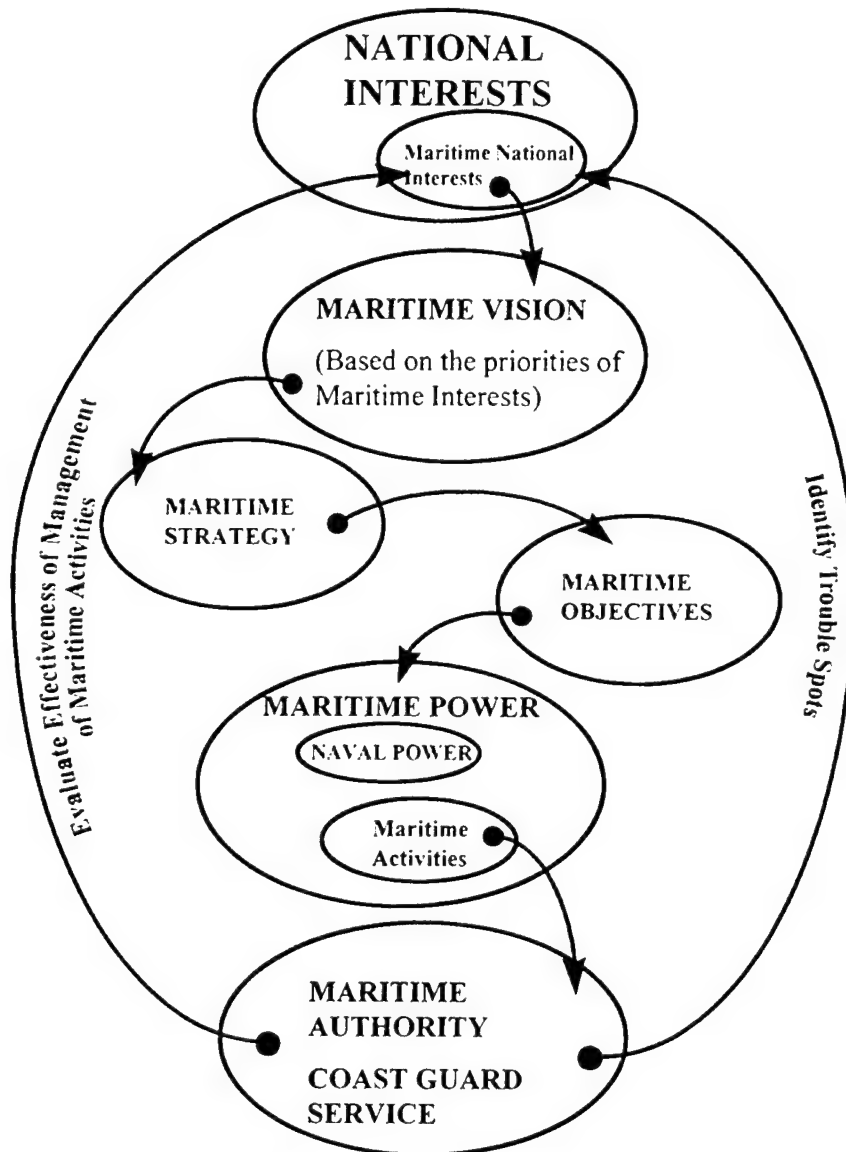 NATIONAL
INTERESTS
Maritime National
Interests
MARITIME VISION
(Based on the priorities of
Maritime Interests)
MARITIME
STRATEGY
MARITIME
OBJECTIVES
MARITIME POWER
NAVAL POWER
Maritime
Activities
MARITIME
AUTHORITY
COAST GUARD
SERVICE
Evaluate Effectiveness of Management
of Maritime Activities
Identify Trouble Spots